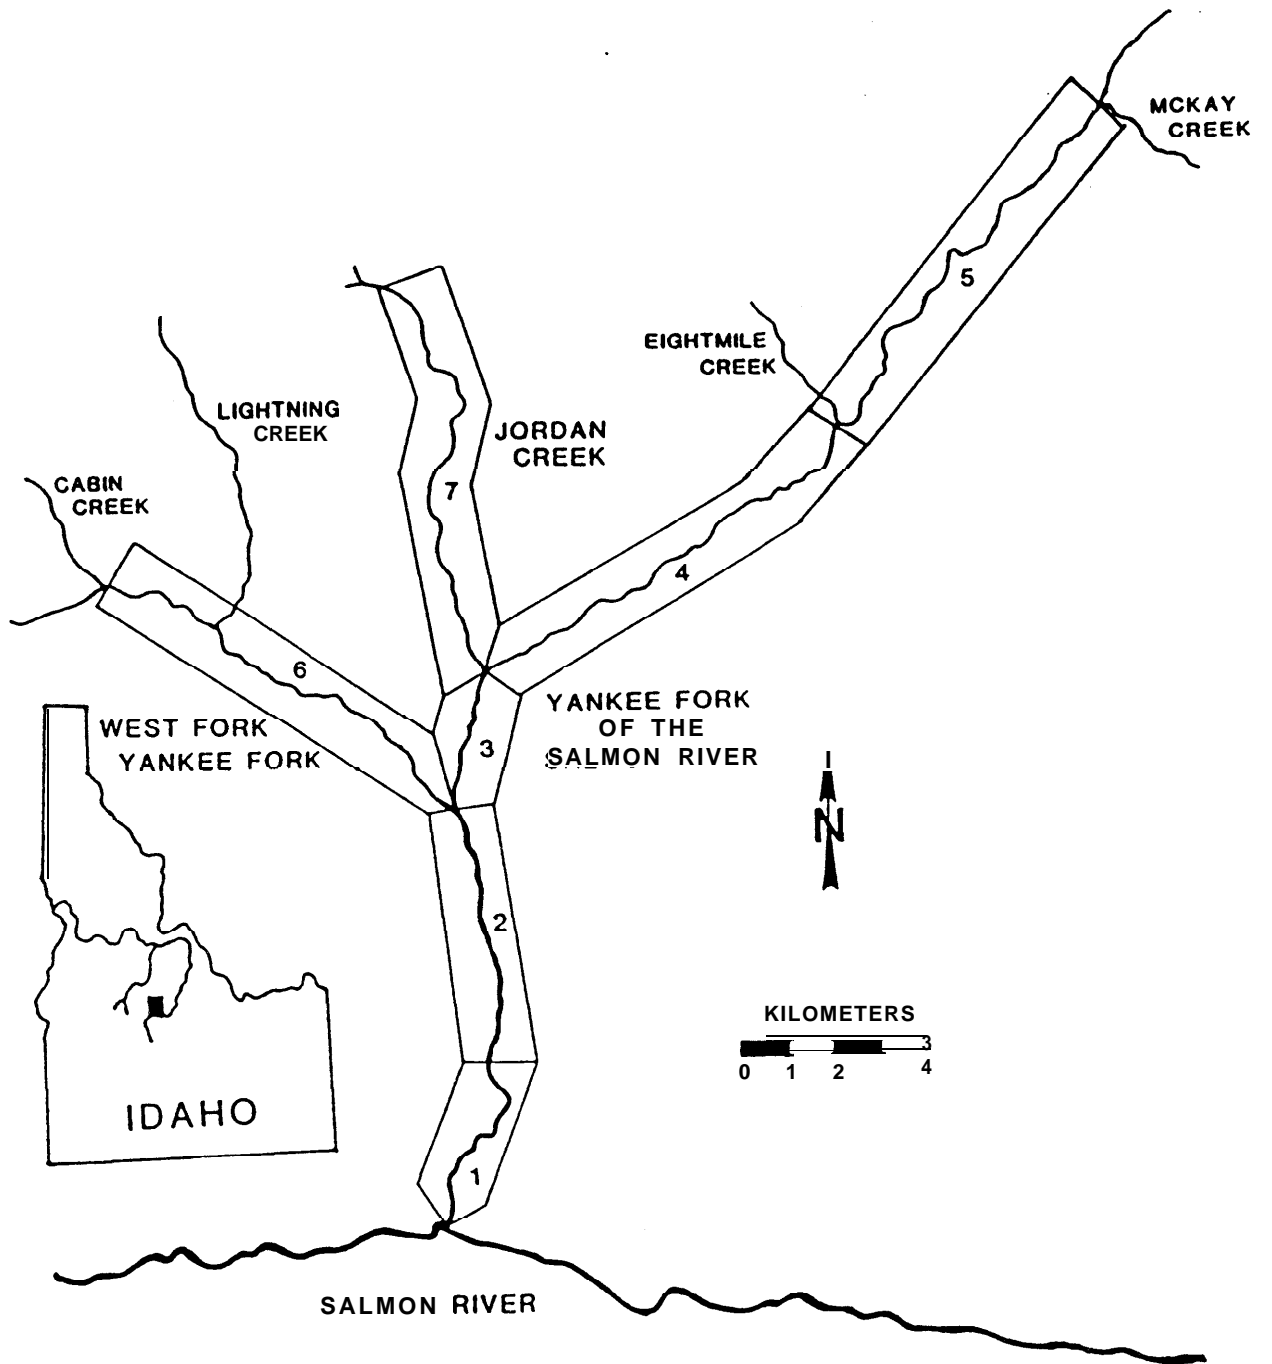 MCKAY
CREEK
5
EIGHTMILE
CREEK
LIGHTNING
CREEK
JORDAN
CREEK
CABIN
CREEK
7
4
6
WEST FORK
YANKEE FORK
YANKEE FORK
OF THE
SALMON RIVER
3
N
2
KILOMETERS
3
0 1 2 4
IDAHO
1
SALMON RIVER